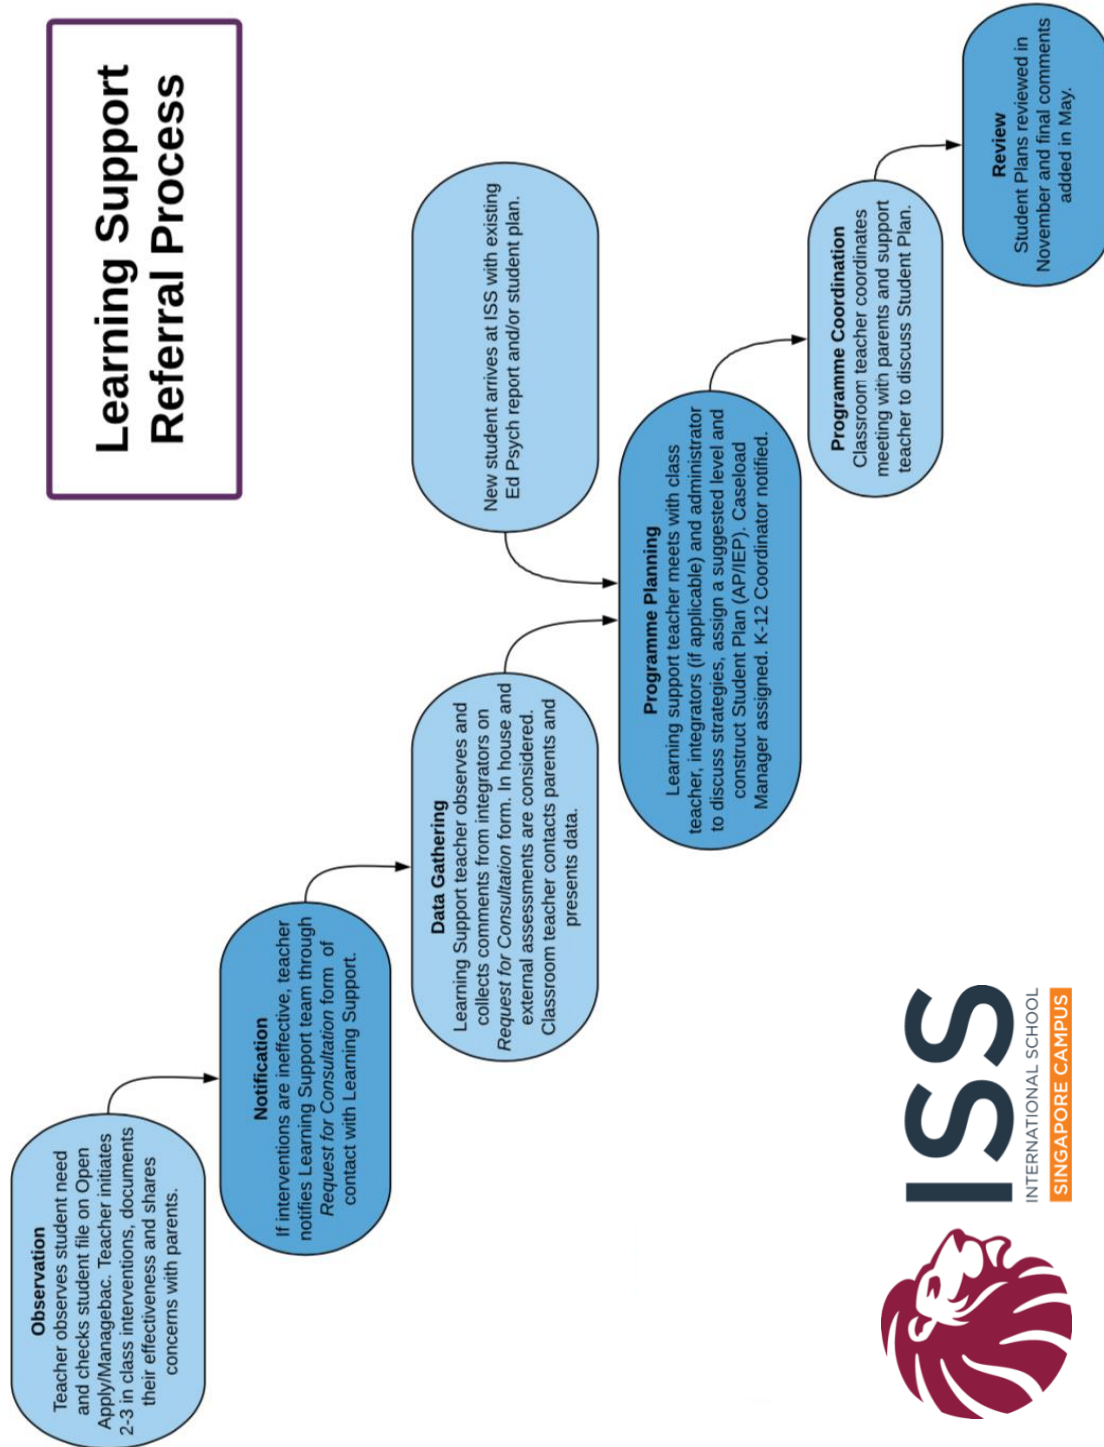 Learning Support
Referral Process
Observation
Teacher observes student need
and checks student file on Open
Apply/Managebac. Teacher initiates
2-3 in class interventions, documents
their effectiveness and shares
concerns with parents.
Notification
If interventions are ineffective, teacher
notifies Learning Support team through
Request for Consultation form of
contact with Learning Support.
Data Gathering
Learning Support teacher observes and
collects comments from integrators on
Request for Consultation form. In house and
external assessments are considered.
Classroom teacher contacts parents and
presents data.
New student arrives at ISS with existing
Ed Psych report and/or student plan.
Programme Planning
Learning support teacher meets with class
teacher, integrators (if applicable) and administrator
to discuss strategies, assign a suggested level and
construct Student Plan (AP/IEP). Caseload
Manager assigned. K-12 Coordinator notified.
Programme Coordination
Classroom teacher coordinates
meeting with parents and support
teacher to discuss Student Plan.
Review
Student Plans reviewed in
November and final comments
added in May.
ISS
INTERNATIONAL SCHOOL
SINGAPORE CAMPUS